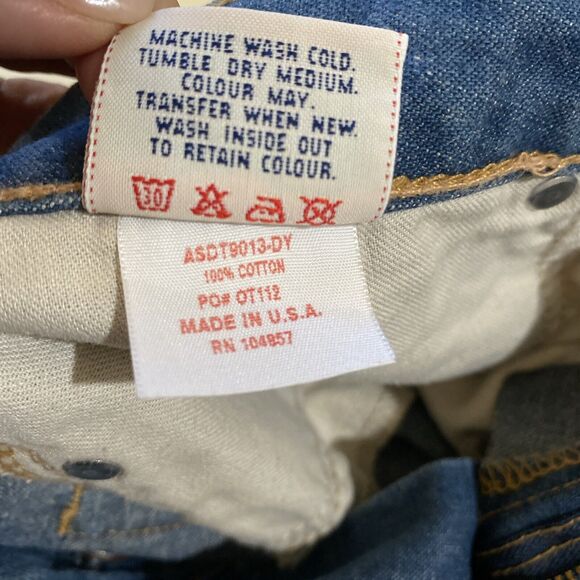 MACHINE WASH COLD.
TUMBLE DRY MEDIUM.
COLOUR MAY.
TRANSFER WHEN NEW.
WASH INSIDE OUT
TO RETAIN COLOUR.
30
ASDT9013-DY
100% COTTON
PO# OT112
MADE IN U.S.A.
RN 104857